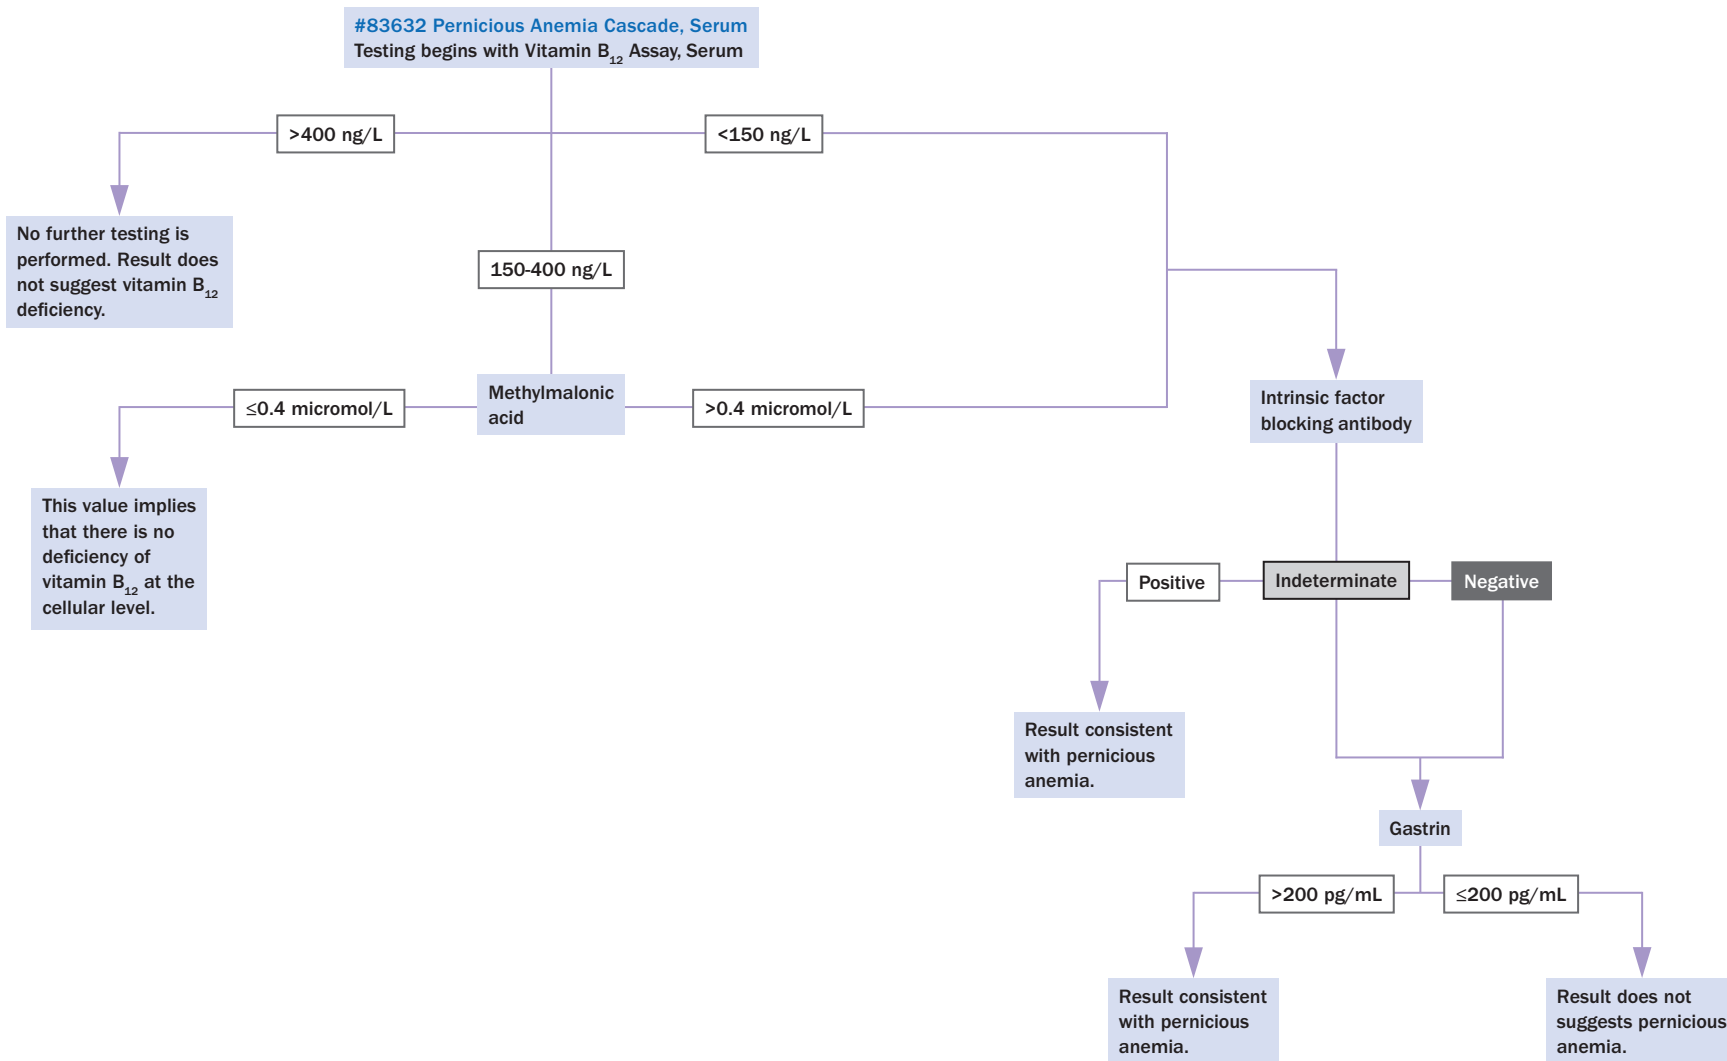 #83632 Pernicious Anemia Cascade, Serum
Testing begins with Vitamin B12 Assay, Serum
>400 ng/L
<150 ng/L
No further testing is
performed. Result does
not suggest vitamin B12
deficiency.
150-400 ng/L
≤0.4 micromol/L
Methylmalonic
acid
>0.4 micromol/L
Intrinsic factor
blocking antibody
This value implies
that there is no
deficiency of
vitamin B12 at the
cellular level.
Positive
Indeterminate
Negative
Result consistent
with pernicious
anemia.
Gastrin
>200 pg/mL
≤200 pg/mL
Result consistent
with pernicious
anemia.
Result does not
suggests pernicious
anemia.